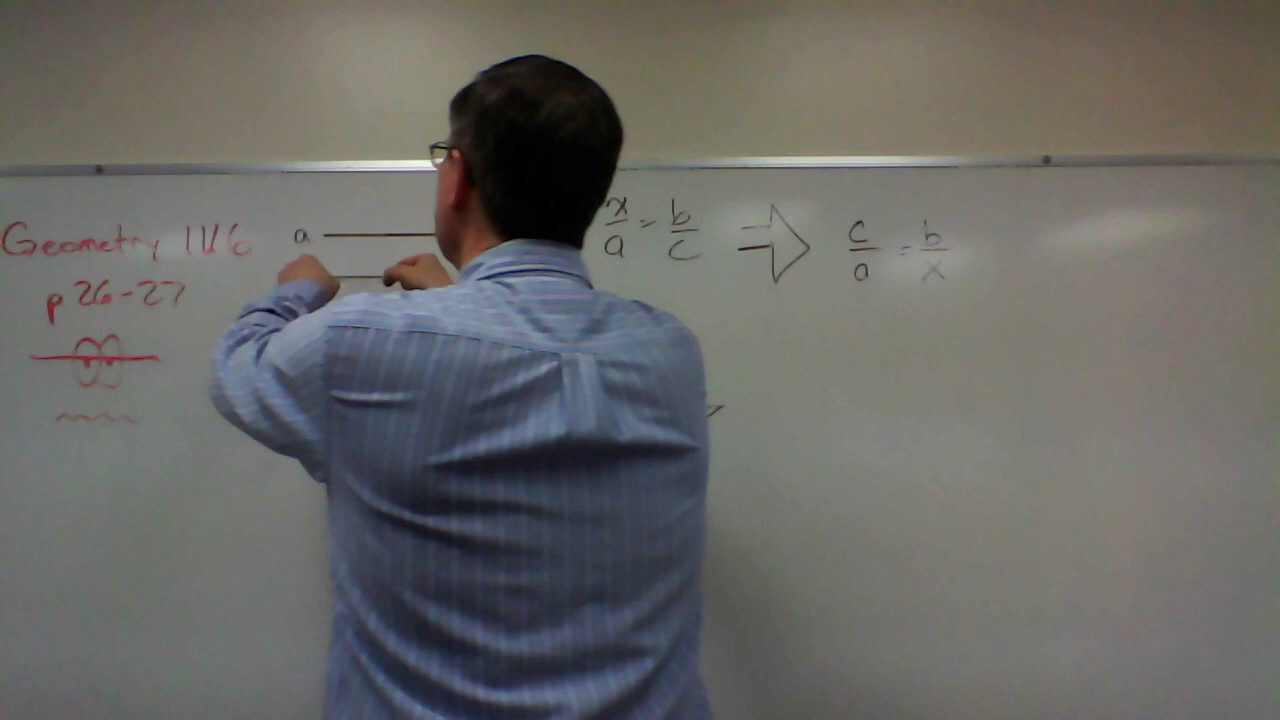 Geometry 11/6
p 26-27
a
x/a = b/c ⇒ c/a = b/x